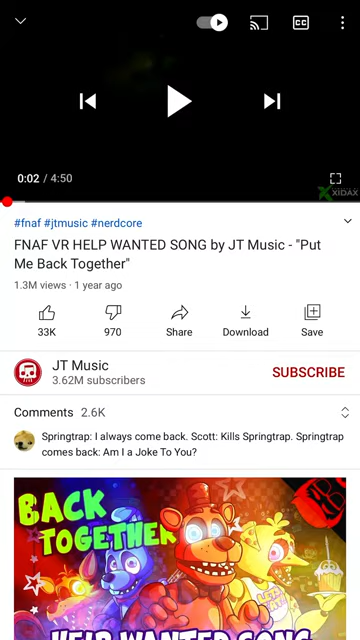 CC
0:02 / 4:50
XIDAX
#fnaf #jtmusic #nerdcore
FNAF VR HELP WANTED SONG by JT Music - "Put
Me Back Together"
1.3M views · 1 year ago
33K
970
Share
Download
Save
JT Music
3.62M subscribers
SUBSCRIBE
Comments 2.6K
Springtrap: I always come back. Scott: Kills Springtrap. Springtrap
comes back: Am I a Joke To You?
BACK
TOGETHER
HELP WANTED SONG